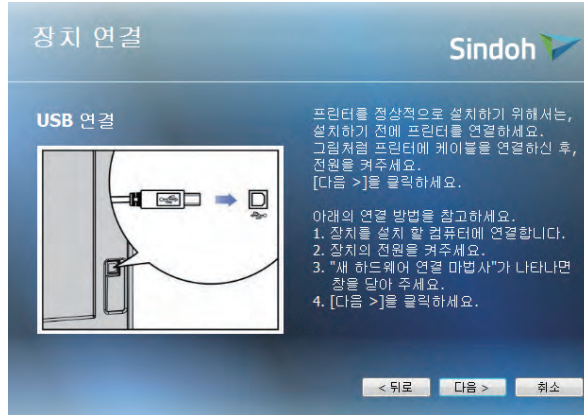 장치 연결
Sindoh
USB 연결
프린터를 정상적으로 설치하기 위해서는,
설치하기 전에 프린터를 연결하세요.
그림처럼 프린터에 케이블을 연결하신 후,
전원을 켜주세요.
[다음 >]을 클릭하세요.
아래의 연결 방법을 참고하세요.
1. 장치를 설치 할 컴퓨터에 연결합니다.
2. 장치의 전원을 켜주세요.
3. "새 하드웨어 연결 마법사"가 나타나면
창을 닫아 주세요.
4. [다음 >]을 클릭하세요.
< 뒤로
다음 >
취소